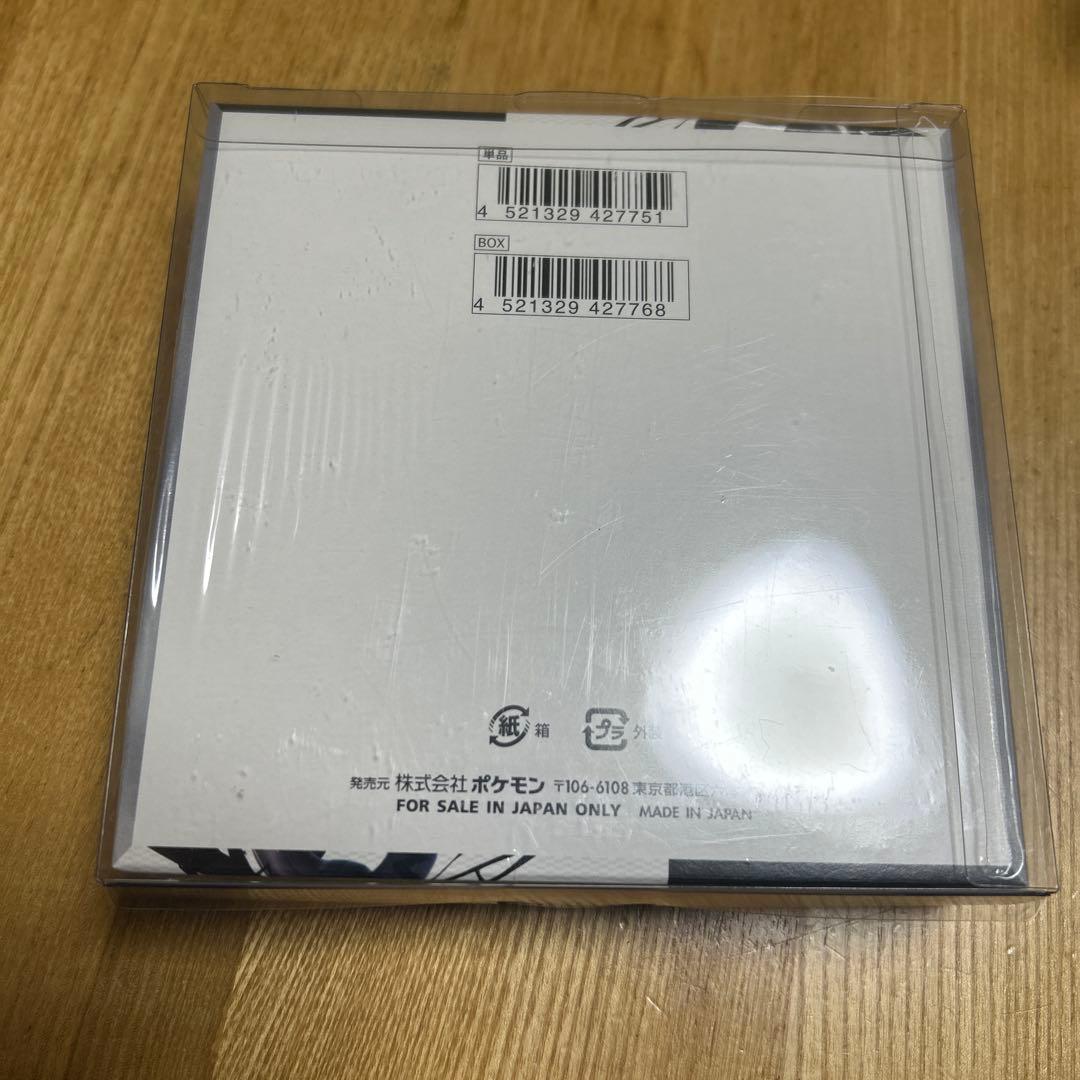 単品
4 521329 427751
BOX
4 521329 427768
紙 箱 プラ 外装
発売元 株式会社 ポケモン 〒106-6108 東京都港区
FOR SALE IN JAPAN ONLY MADE IN JAPAN